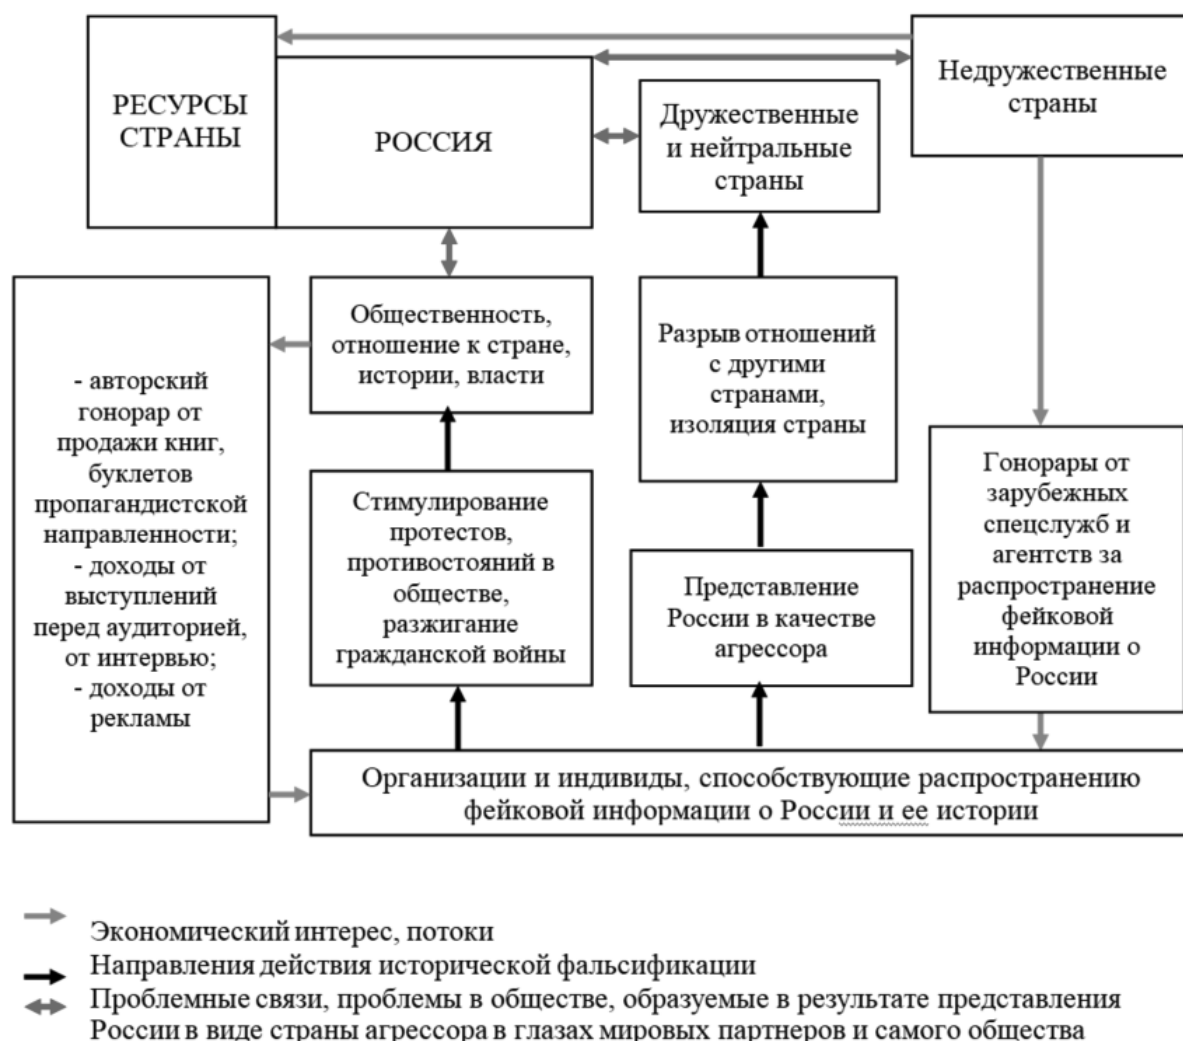 РЕСУРСЫ
СТРАНЫ
РОССИЯ
Дружественные
и нейтральные
страны
Недружественные
страны
- авторский
гонорар от
продажи книг,
буклетов
пропагандистской
направленности;
- доходы от
выступлений
перед аудиторией,
от интервью;
- доходы от
рекламы
Общественность,
отношение к стране,
истории, власти
Стимулирование
протестов,
противостояний в
обществе,
разжигание
гражданской войны
Разрыв отношений
с другими
странами,
изоляция страны
Представление
России в качестве
агрессора
Гонорары от
зарубежных
спецслужб и
агентств за
распространение
фейковой
информации о
России
Организации и индивиды, способствующие распространению
фейковой информации о России и ее истории
Экономический интерес, потоки
Направления действия исторической фальсификации
Проблемные связи, проблемы в обществе, образуемые в результате представления
России в виде страны агрессора в глазах мировых партнеров и самого общества